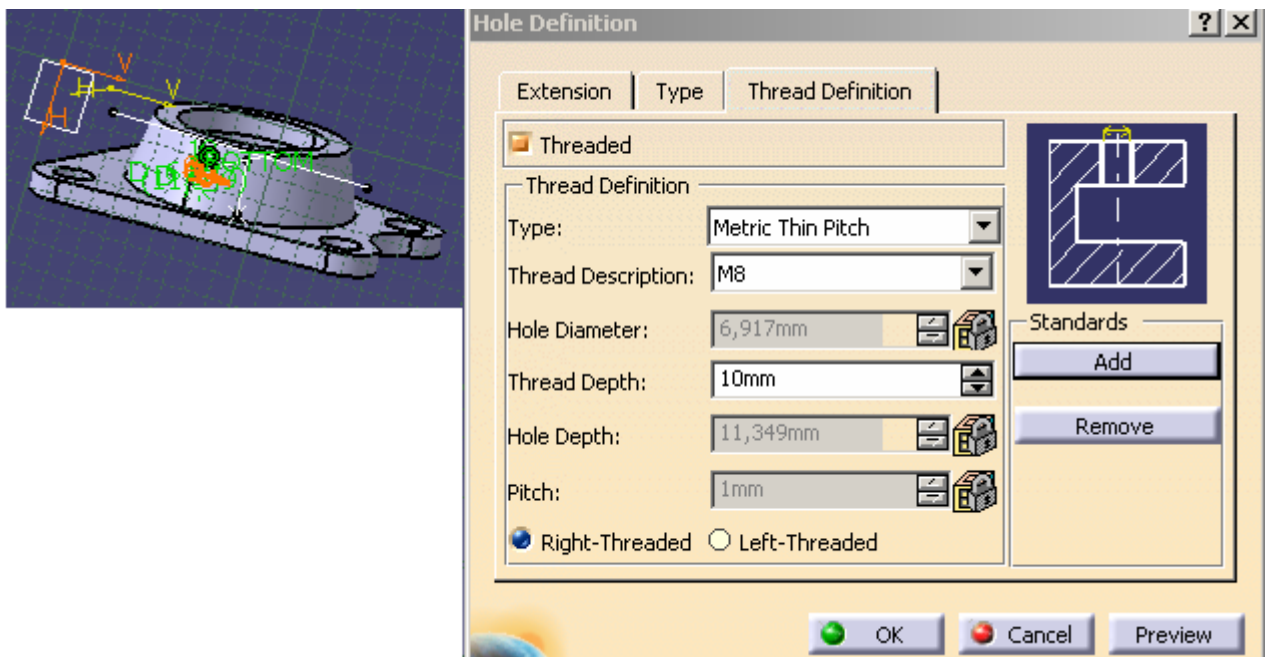 Hole Definition
? X
Extension Type Thread Definition
Threaded
Thread Definition
Type: Metric Thin Pitch
Thread Description: M8
Hole Diameter: 6,917mm
Thread Depth: 10mm
Hole Depth: 11,349mm
Pitch: 1mm
Right-Threaded Left-Threaded
Standards
Add
Remove
OK Cancel Preview
V
H V
H